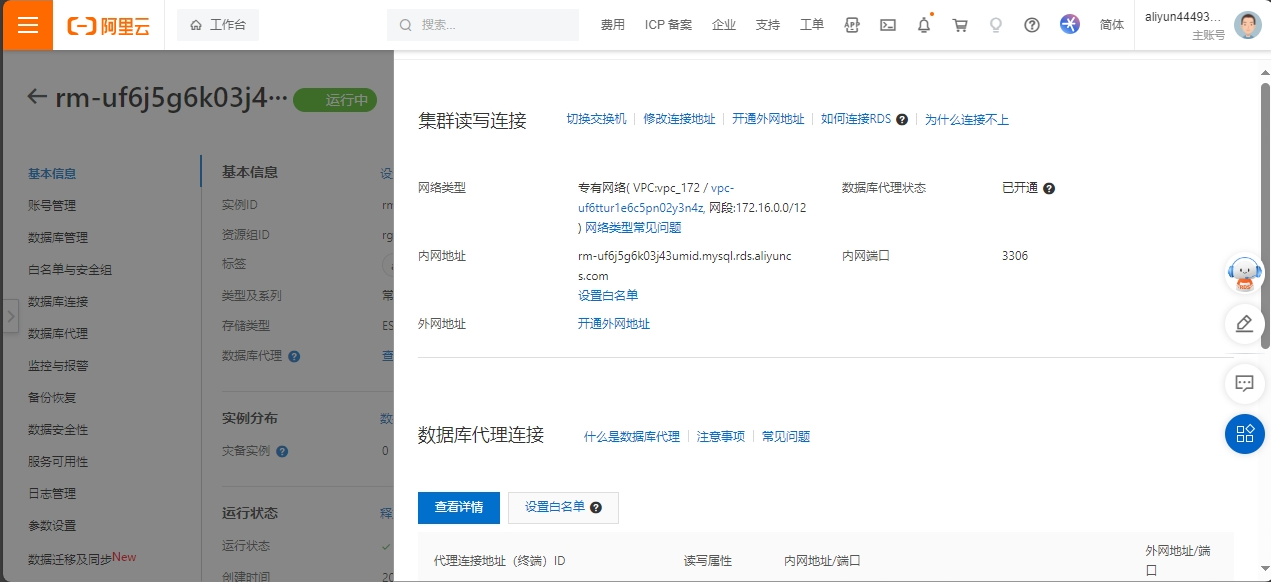 阿里云
工作台
搜索...
费用
ICP 备案
企业
支持
工单
简体
aliyun44493...
主账号
rm-uf6j5g6k03j4···
运行中
基本信息
账号管理
数据库管理
白名单与安全组
数据库连接
数据库代理
监控与报警
备份恢复
数据安全性
服务可用性
日志管理
参数设置
数据迁移及同步New
基本信息
设
实例ID
rm
资源组ID
rg
标签
类型及系列
常
存储类型
ES
数据库代理
查
实例分布
数
灾备实例
0
运行状态
释
运行状态
创建时间
20
集群读写连接
切换交换机
修改连接地址
开通外网地址
如何连接RDS
为什么连接不上
网络类型
专有网络( VPC:vpc_172 / vpc-
uf6ttur1e6c5pn02y3n4z, 网段:172.16.0.0/12
) 网络类型常见问题
数据库代理状态
已开通
内网地址
rm-uf6j5g6k03j43umid.mysql.rds.aliyunc
s.com
设置白名单
内网端口
3306
外网地址
开通外网地址
数据库代理连接
什么是数据库代理
注意事项
常见问题
查看详情
设置白名单
代理连接地址（终端）ID
读写属性
内网地址/端口
外网地址/端
口
RDS